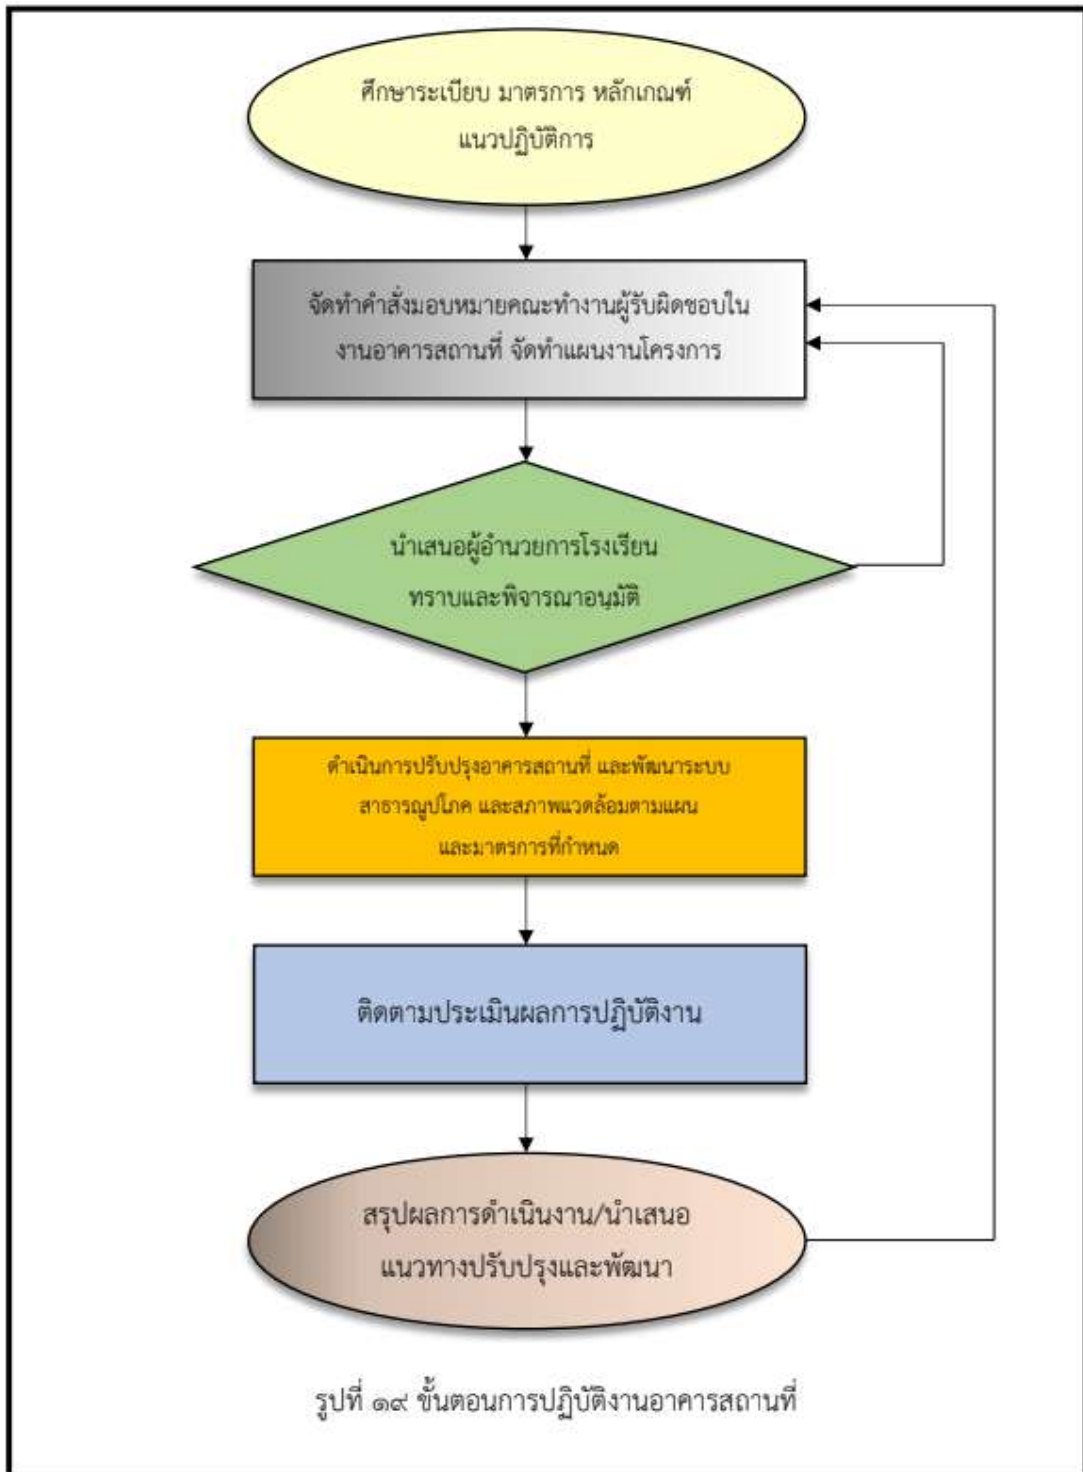 ศึกษาระเบียบ มาตรการ หลักเกณฑ์
แนวปฏิบัติการ
จัดทำคำสั่งมอบหมายคณะทำงานผู้รับผิดชอบใน
งานอาคารสถานที่ จัดทำแผนงานโครงการ
นำเสนอผู้อำนวยการโรงเรียน
ทราบและพิจารณาอนุมัติ
ดำเนินการปรับปรุงอาคารสถานที่ และพัฒนาระบบ
สาธารณูปโภค และสภาพแวดล้อมตามแผน
และมาตรการที่กำหนด
ติดตามประเมินผลการปฏิบัติงาน
สรุปผลการดำเนินงาน/นำเสนอ
แนวทางปรับปรุงและพัฒนา
รูปที่ ๑๙ ขั้นตอนการปฏิบัติงานอาคารสถานที่